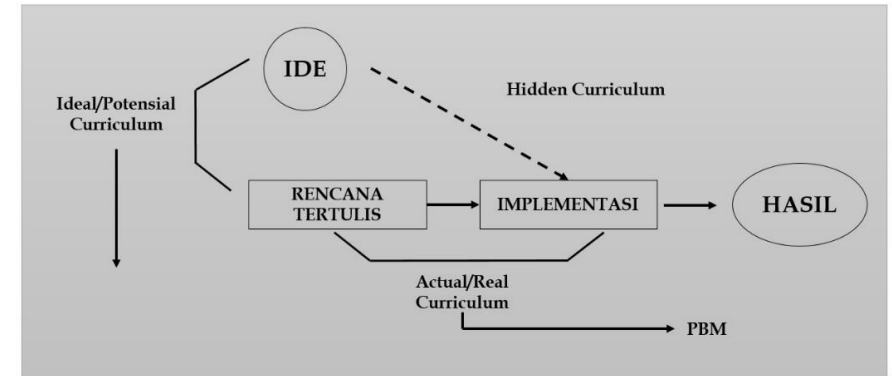 IDE
Hidden Curriculum
Ideal/Potensial
Curriculum
RENCANA
TERTULIS
IMPLEMENTASI
HASIL
Actual/Real
Curriculum
PBM